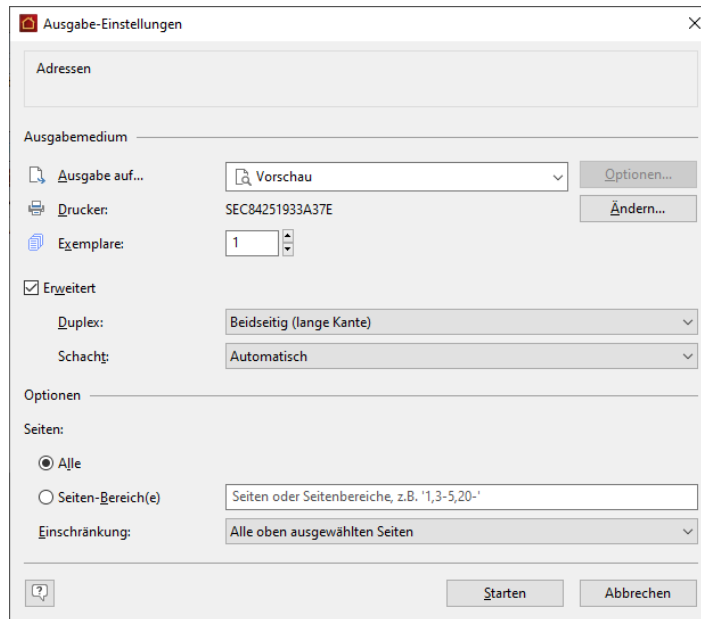 Ausgabe-Einstellungen
Adressen
Ausgabemedium
Ausgabe auf...
Vorschau
Optionen...
Drucker:
SEC84251933A37E
Ändern...
Exemplare:
1
Erweitert
Duplex:
Beidseitig (lange Kante)
Schacht:
Automatisch
Optionen
Seiten:
Alle
Seiten-Bereich(e)
Seiten oder Seitenbereiche, z.B. '1,3-5,20-'
Einschränkung:
Alle oben ausgewählten Seiten
Starten
Abbrechen